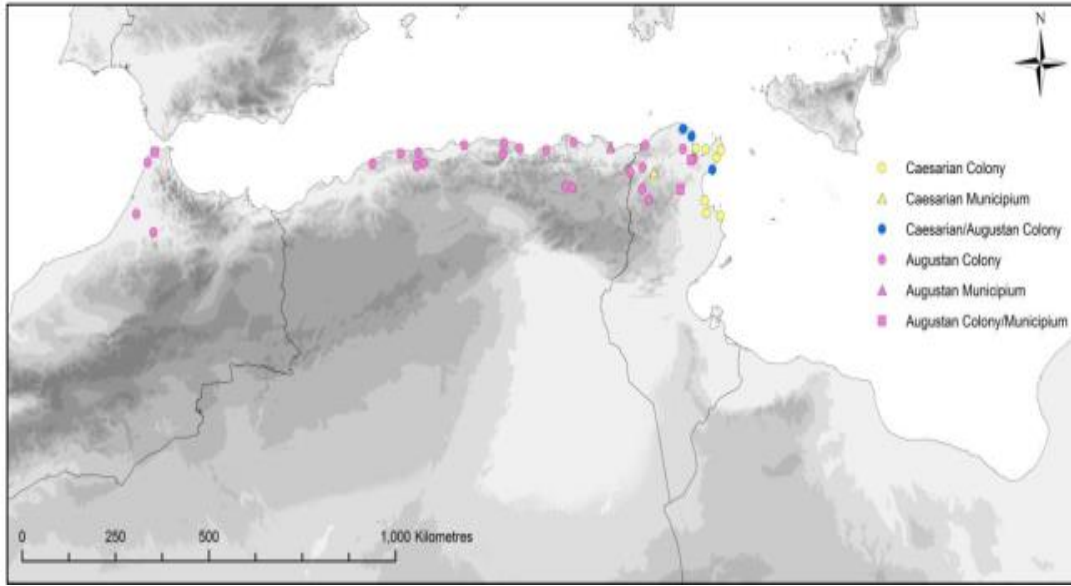 N
Caesarian Colony
Caesarian Municipium
Caesarian/Augustan Colony
Augustan Colony
Augustan Municipium
Augustan Colony/Municipium
0 250 500 1,000 Kilometres